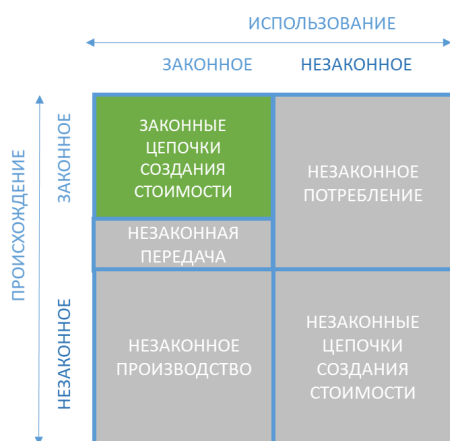 ИСПОЛЬЗОВАНИЕ
ЗАКОННОЕ
НЕЗАКОННОЕ
ПРОИСХОЖДЕНИЕ
ЗАКОННОЕ
ЗАКОННЫЕ
ЦЕПОЧКИ
СОЗДАНИЯ
СТОИМОСТИ
НЕЗАКОННОЕ
ПОТРЕБЛЕНИЕ
НЕЗАКОННАЯ
ПЕРЕДАЧА
НЕЗАКОННОЕ
НЕЗАКОННОЕ
ПРОИЗВОДСТВО
НЕЗАКОННЫЕ
ЦЕПОЧКИ
СОЗДАНИЯ
СТОИМОСТИ